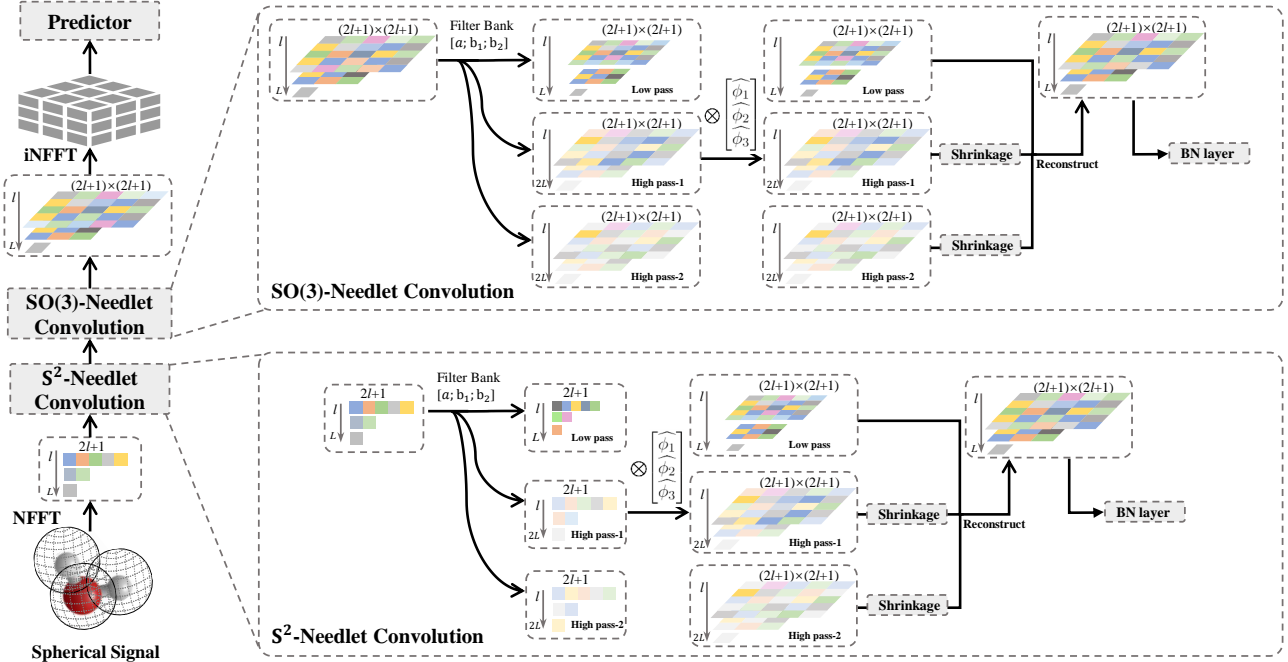 Predictor
iNFFT
(2l+1)×(2l+1)
l
L
SO(3)-Needlet
Convolution
S²-Needlet
Convolution
2l+1
l
L
NFFT
Spherical Signal
(2l+1)×(2l+1)
l
L
Filter Bank
[a; b₁; b₂]
(2l+1)×(2l+1)
l
L
Low pass
(2l+1)×(2l+1)
l
2L
High pass-1
(2l+1)×(2l+1)
l
2L
High pass-2
⊗
φ̂₁
φ̂₂
φ̂₃
(2l+1)×(2l+1)
l
L
Low pass
(2l+1)×(2l+1)
l
2L
High pass-1
(2l+1)×(2l+1)
l
2L
High pass-2
Shrinkage
Shrinkage
Reconstruct
(2l+1)×(2l+1)
l
L
BN layer
SO(3)-Needlet Convolution
2l+1
l
L
Filter Bank
[a; b₁; b₂]
2l+1
l
L
Low pass
2l+1
l
2L
High pass-1
2l+1
l
2L
High pass-2
⊗
φ̂₁
φ̂₂
φ̂₃
(2l+1)×(2l+1)
l
L
Low pass
(2l+1)×(2l+1)
l
2L
High pass-1
(2l+1)×(2l+1)
l
2L
High pass-2
Shrinkage
Shrinkage
Reconstruct
(2l+1)×(2l+1)
l
L
BN layer
S²-Needlet Convolution